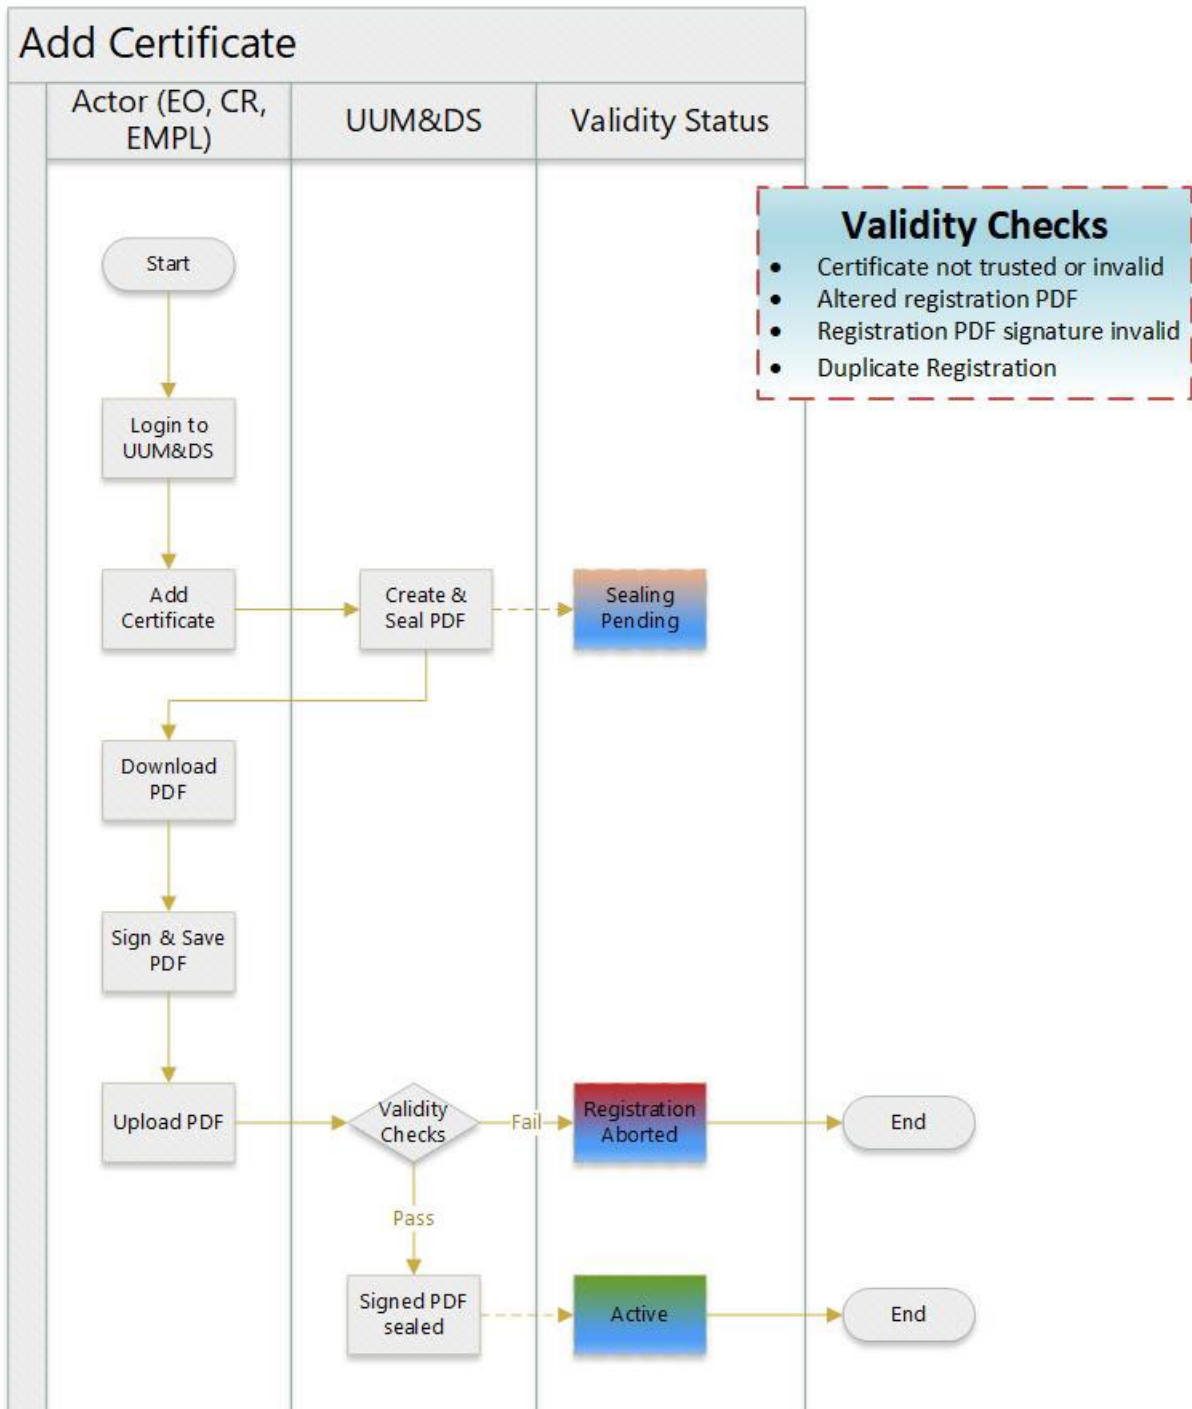 Add Certificate
Actor (EO, CR,
EMPL)
UUM&DS
Validity Status
Validity Checks
• Certificate not trusted or invalid
• Altered registration PDF
• Registration PDF signature invalid
• Duplicate Registration
Start
Login to
UUM&DS
Add
Certificate
Create &
Seal PDF
Sealing
Pending
Download
PDF
Sign & Save
PDF
Upload PDF
Validity
Checks
Fail
Registration
Aborted
End
Pass
Signed PDF
sealed
Active
End